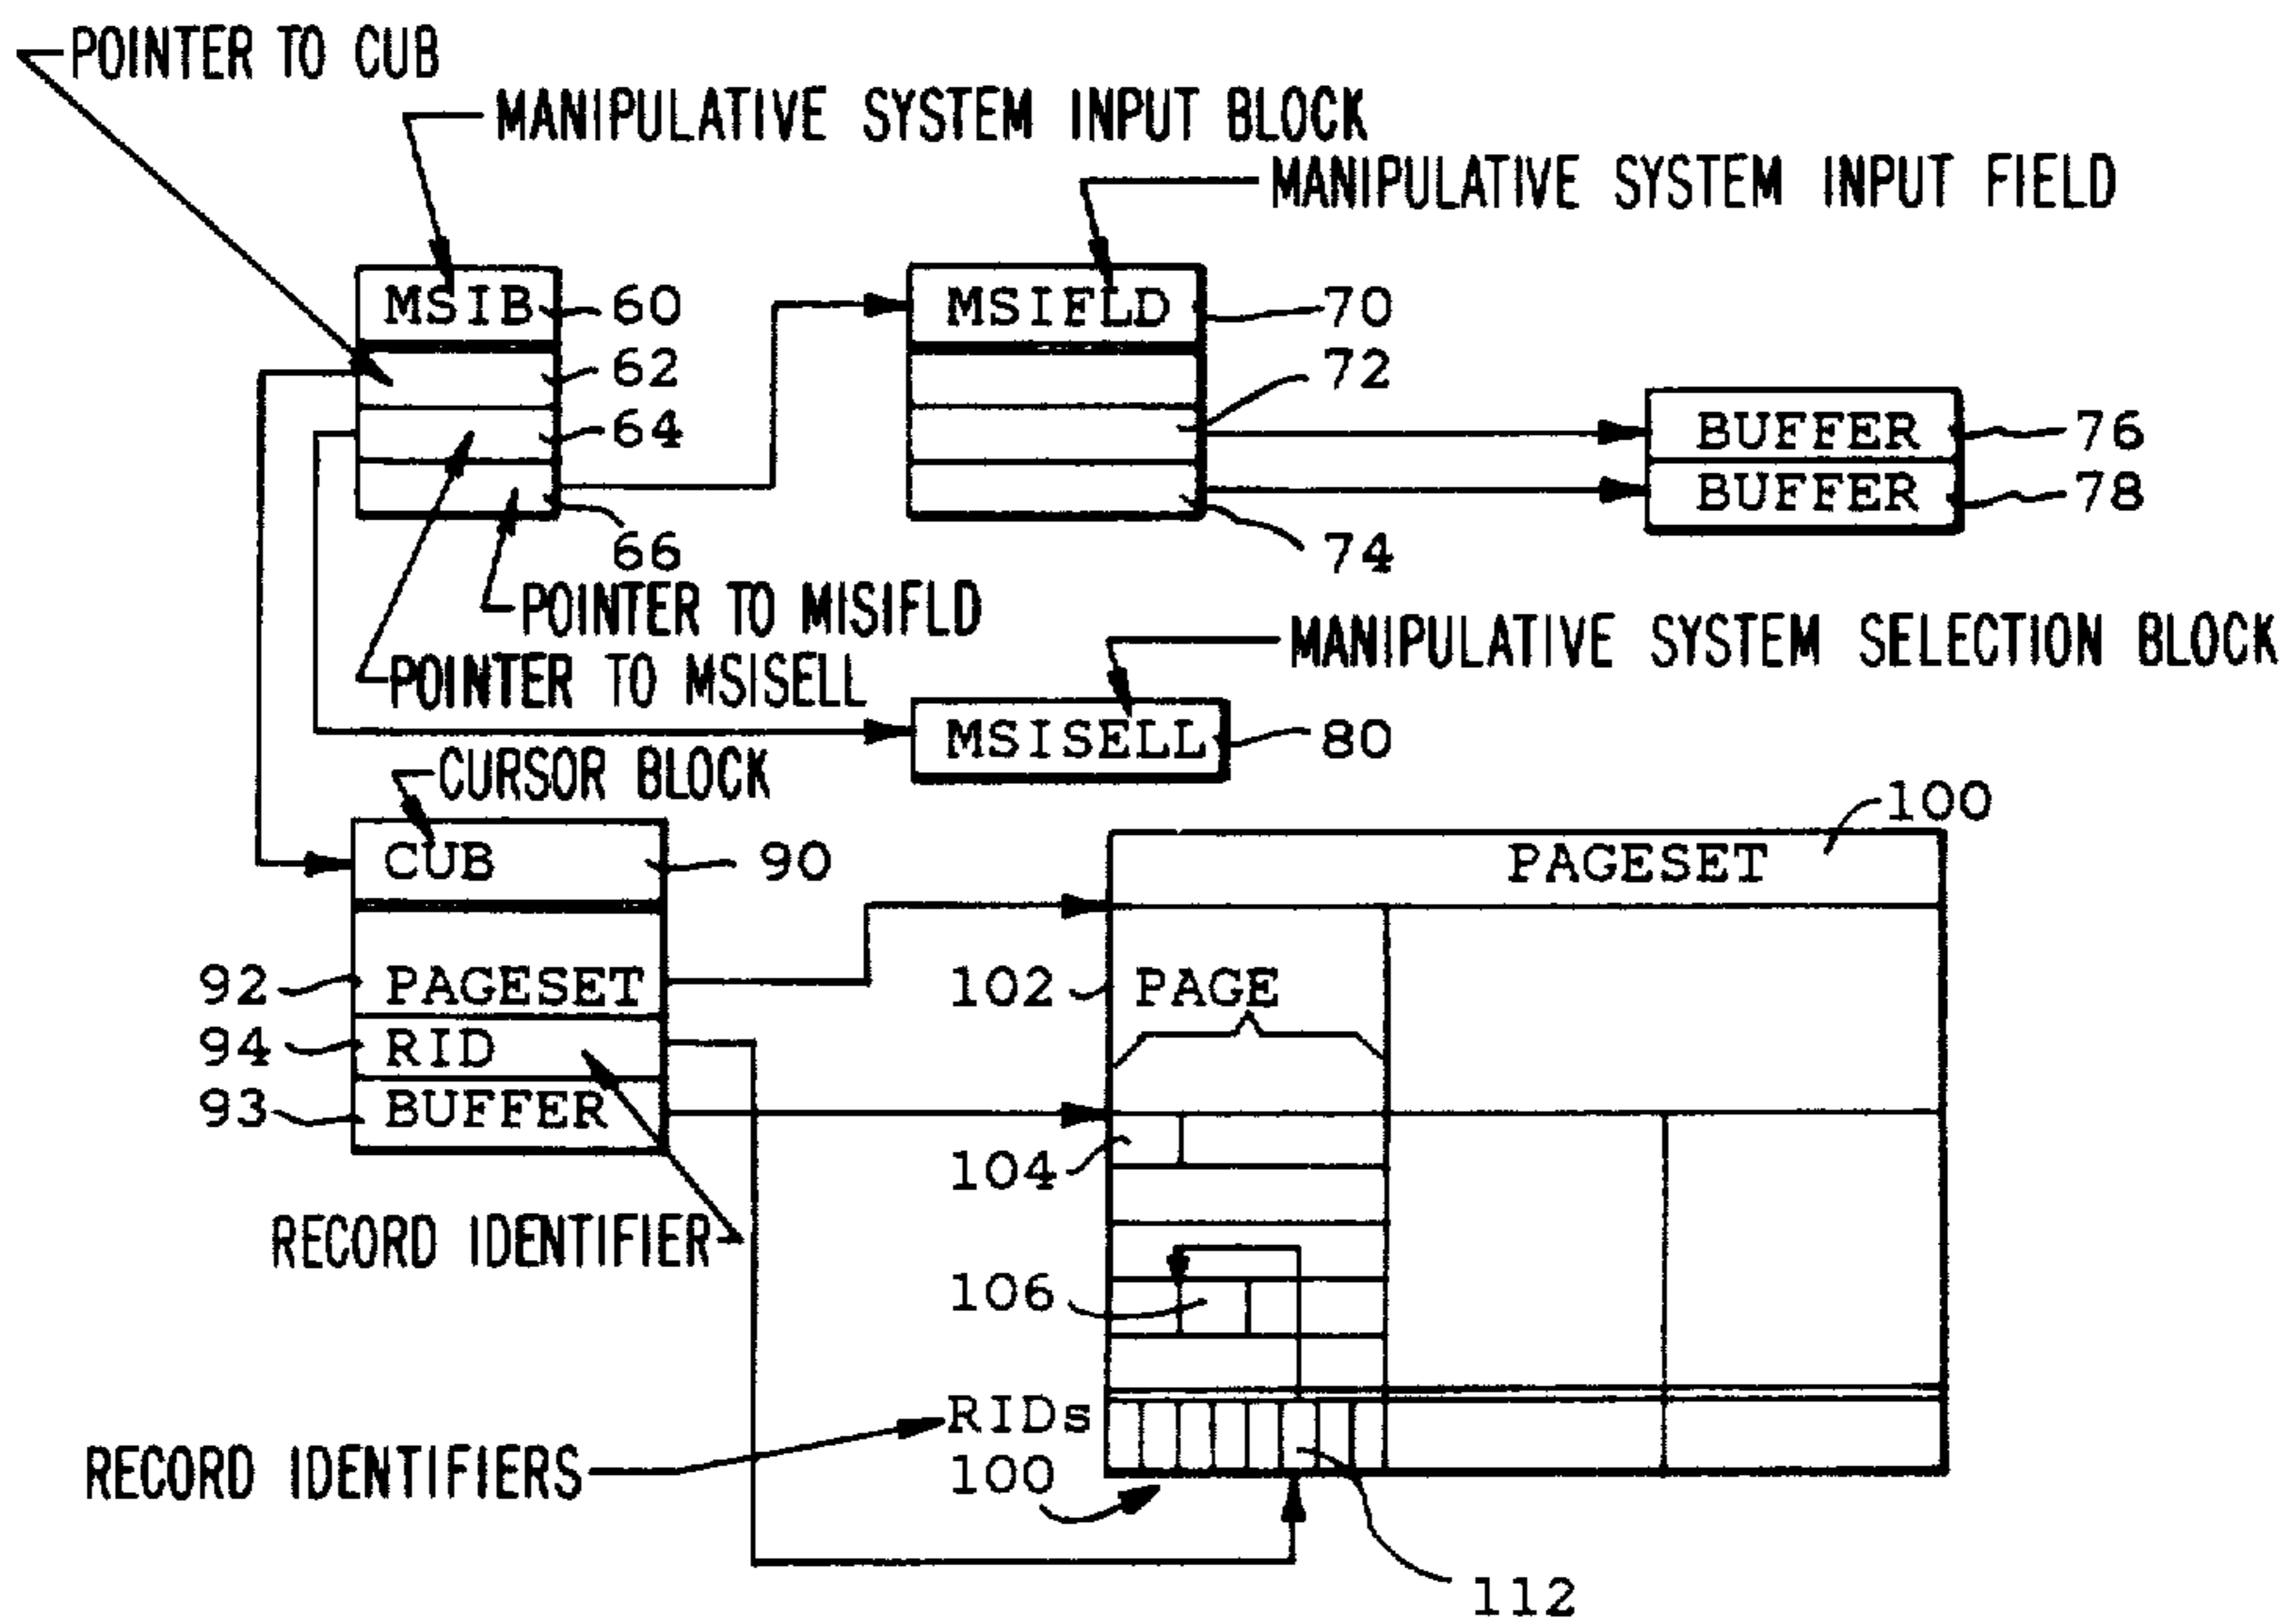 POINTER TO CUB
MANIPULATIVE SYSTEM INPUT BLOCK
MANIPULATIVE SYSTEM INPUT FIELD
MSIB
60
MSIFLD
70
62
72
64
BUFFER
76
BUFFER
78
66
74
POINTER TO MISIFLD
MANIPULATIVE SYSTEM SELECTION BLOCK
POINTER TO MSISELL
MSISELL
80
CURSOR BLOCK
100
CUB
90
PAGESET
92
PAGESET
102
PAGE
94
RID
93
BUFFER
104
RECORD IDENTIFIER
106
RIDs
RECORD IDENTIFIERS
100
112